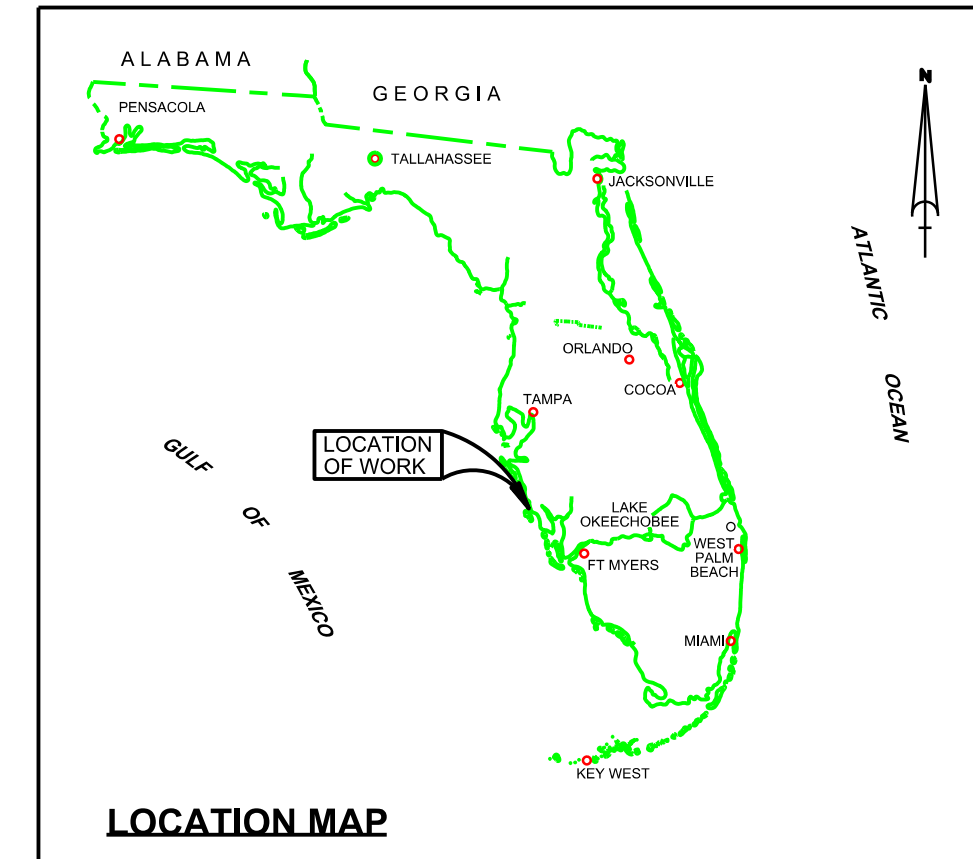 ALABAMA
GEORGIA
N
PENSACOLA
TALLAHASSEE
JACKSONVILLE
ATLANTIC
OCEAN
ORLANDO
COCOA
TAMPA
GULF
OF
MEXICO
LOCATION
OF WORK
LAKE
OKEECHOBEE
WEST
PALM
BEACH
FT MYERS
MIAMI
KEY WEST
LOCATION MAP